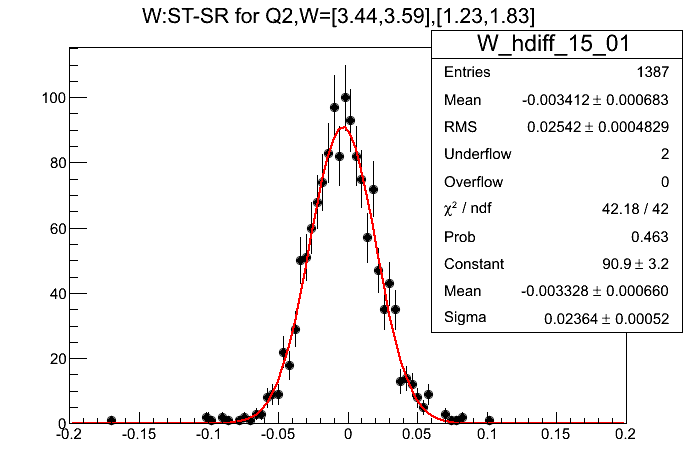 W:ST-SR for Q2,W=[3.44,3.59],[1.23,1.83]
W_hdiff_15_01
Entries 1387
Mean -0.003412 ± 0.000683
RMS 0.02542 ± 0.0004829
Underflow 2
Overflow 0
χ² / ndf 42.18 / 42
Prob 0.463
Constant 90.9 ± 3.2
Mean -0.003328 ± 0.000660
Sigma 0.02364 ± 0.00052
100
80
60
40
20
0
-0.2 -0.15 -0.1 -0.05 0 0.05 0.1 0.15 0.2